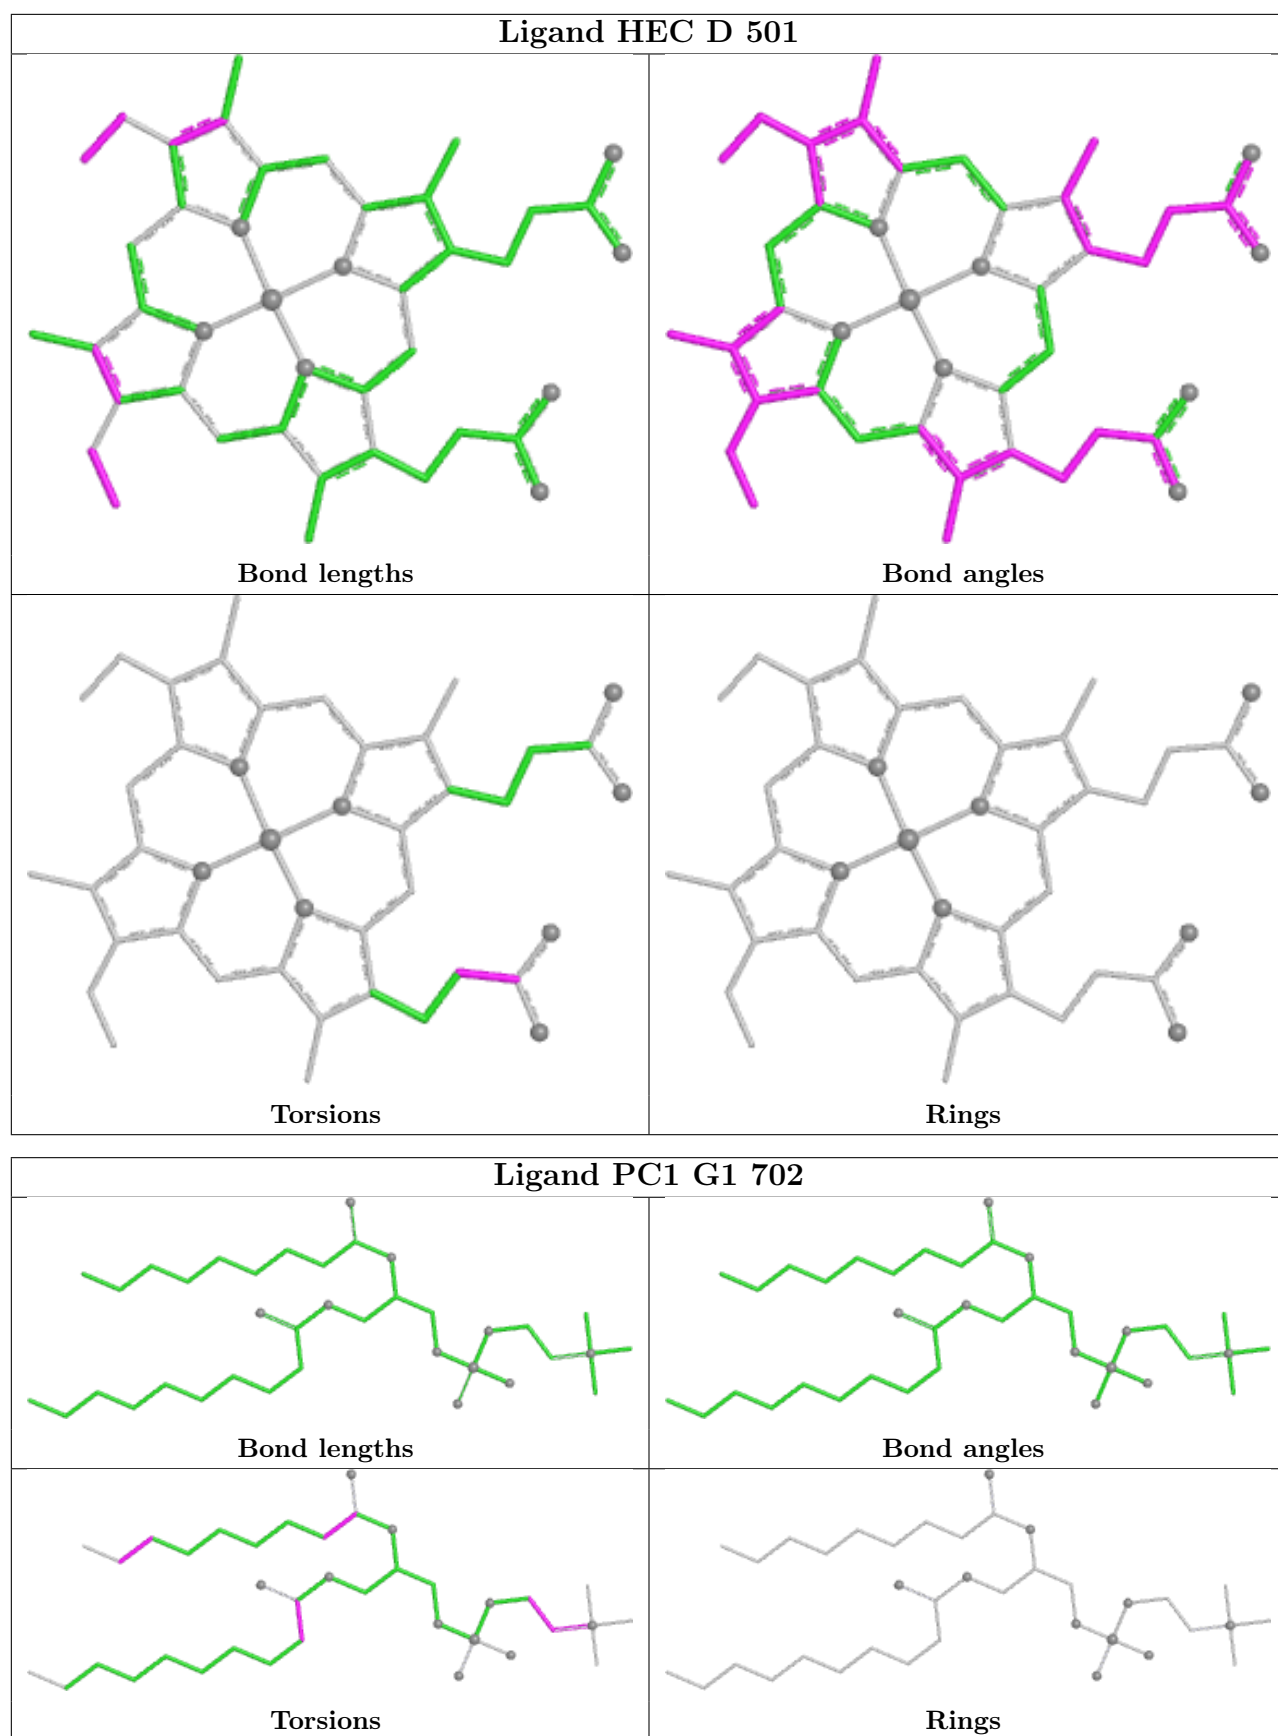 Ligand HEC D 501
Bond lengths
Bond angles
Torsions
Rings
Ligand PC1 G1 702
Bond lengths
Bond angles
Torsions
Rings